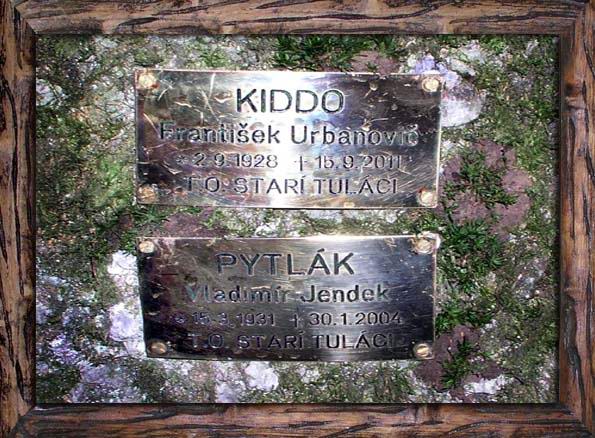 KIDDO
František Urbanovič
* 2.9.1928 + 15.9.2011
T.O. STARÍ TULÁCI
PYTLÁK
Vladimír Jendek
* 15.3.1931 + 30.1.2004
T.O. STARÍ TULÁCI